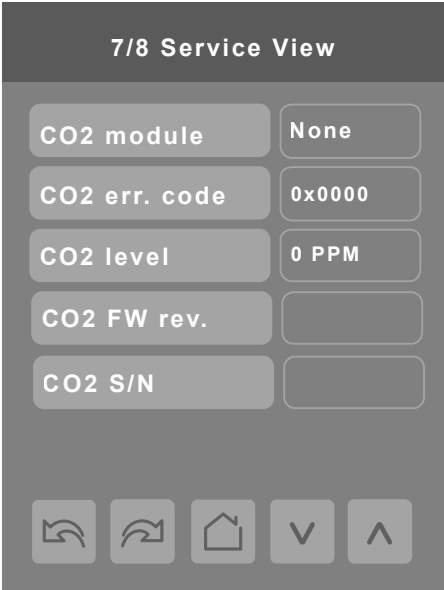 7/8 Service View
CO2 module None
CO2 err. code 0x0000
CO2 level 0 PPM
CO2 FW rev.
CO2 S/N